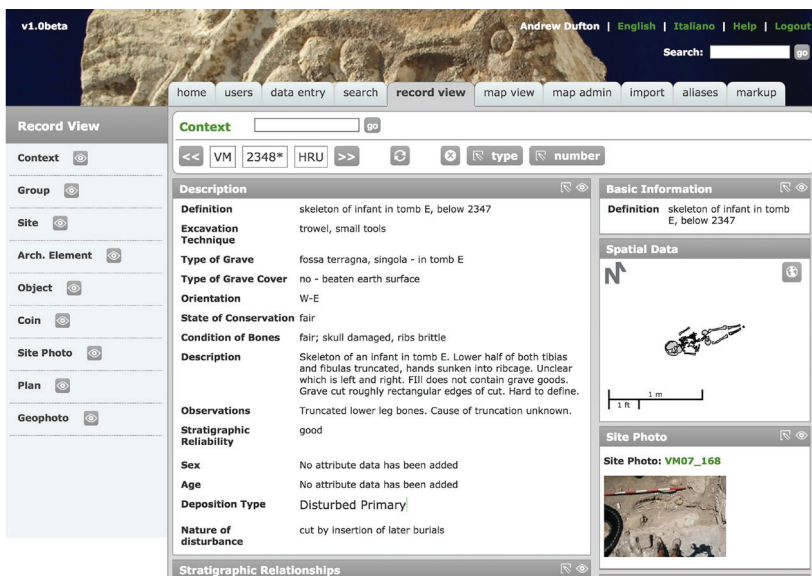 v1.0beta
Andrew Dufton | English | Italiano | Help | Logout
Search: go
home users data entry search record view map view map admin import aliases markup
Record View
Context
Group
Site
Arch. Element
Object
Coin
Site Photo
Plan
Geophoto
Context go
<< VM 2348* HRU >> type number
Description
Definition skeleton of infant in tomb E, below 2347
Excavation Technique trowel, small tools
Type of Grave fossa terragna, singola - in tomb E
Type of Grave Cover no - beaten earth surface
Orientation W-E
State of Conservation fair
Condition of Bones fair; skull damaged, ribs brittle
Description Skeleton of an infant in tomb E. Lower half of both tibias
and fibulas truncated, hands sunken into ribcage. Unclear
which is left and right. FIll does not contain grave goods.
Grave cut roughly rectangular edges of cut. Hard to define.
Observations Truncated lower leg bones. Cause of truncation unknown.
Stratigraphic Reliability good
Sex No attribute data has been added
Age No attribute data has been added
Deposition Type Disturbed Primary
Nature of disturbance cut by insertion of later burials
Stratigraphic Relationships
Basic Information
Definition skeleton of infant in tomb
E, below 2347
Spatial Data
N
1 m
1 ft
Site Photo
Site Photo: VM07_168